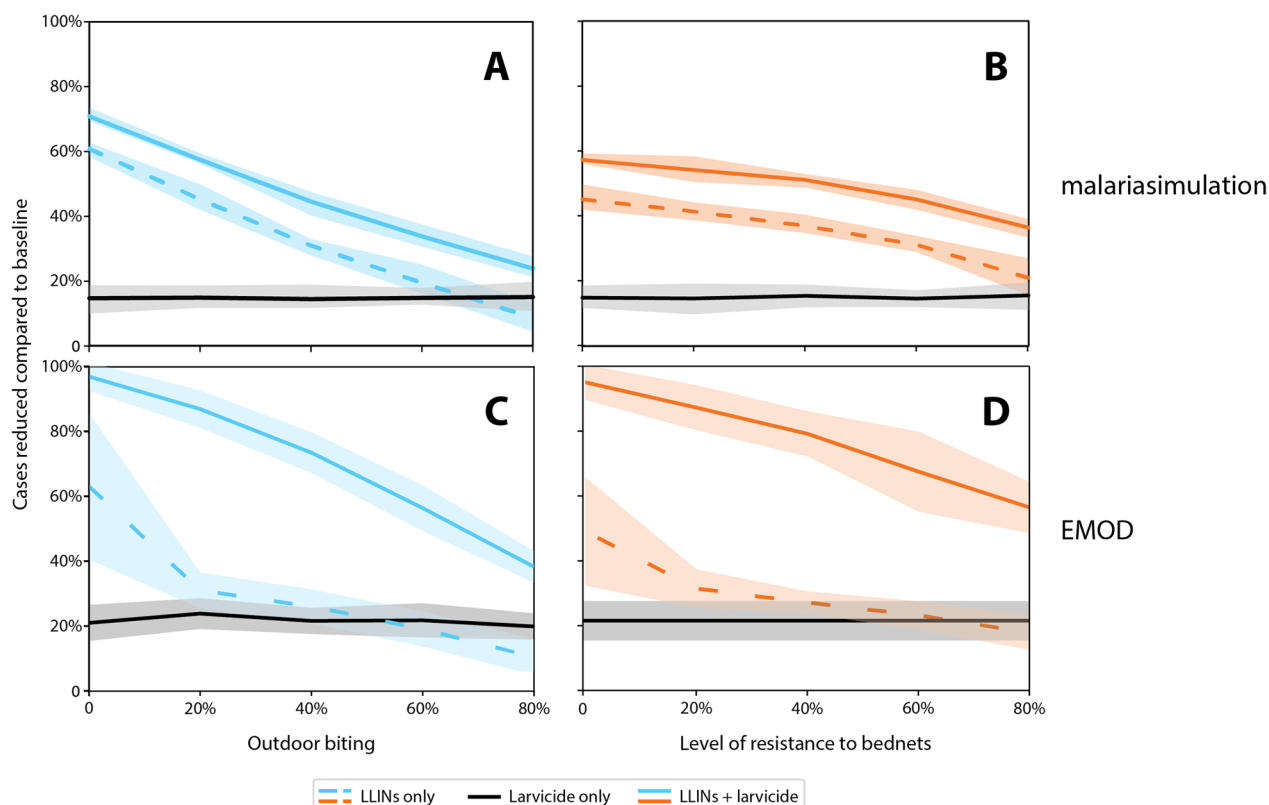 100%
80%
60%
40%
20%
0
A
B
malariasimulation
Cases reduced compared to baseline
100%
80%
60%
40%
20%
0
C
D
EMOD
0 20% 40% 60% 80%
0 20% 40% 60% 80%
Outdoor biting
Level of resistance to bednets
LLINs only Larvicide only LLINs + larvicide